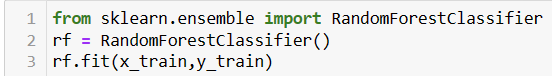 1 from sklearn.ensemble import RandomForestClassifier
2 rf = RandomForestClassifier()
3 rf.fit(x_train,y_train)